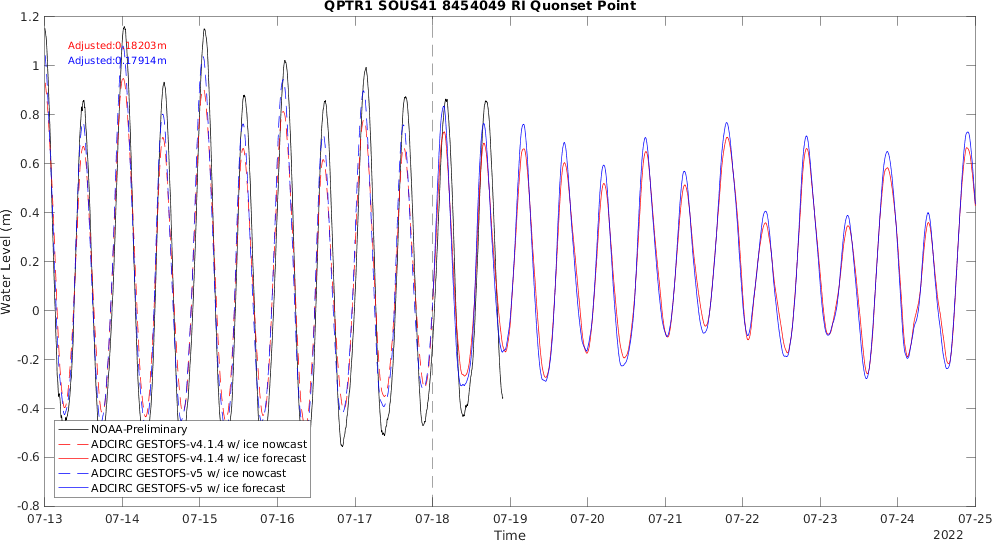 QPTR1 SOUS41 8454049 RI Quonset Point
Adjusted:0.18203m
Adjusted:0.17914m
Water Level (m)
1.2
1
0.8
0.6
0.4
0.2
0
-0.2
-0.4
-0.6
-0.8
NOAA-Preliminary
ADCIRC GESTOFS-v4.1.4 w/ ice nowcast
ADCIRC GESTOFS-v4.1.4 w/ ice forecast
ADCIRC GESTOFS-v5 w/ ice nowcast
ADCIRC GESTOFS-v5 w/ ice forecast
07-13 07-14 07-15 07-16 07-17 07-18 07-19 07-20 07-21 07-22 07-23 07-24 07-25
Time
2022